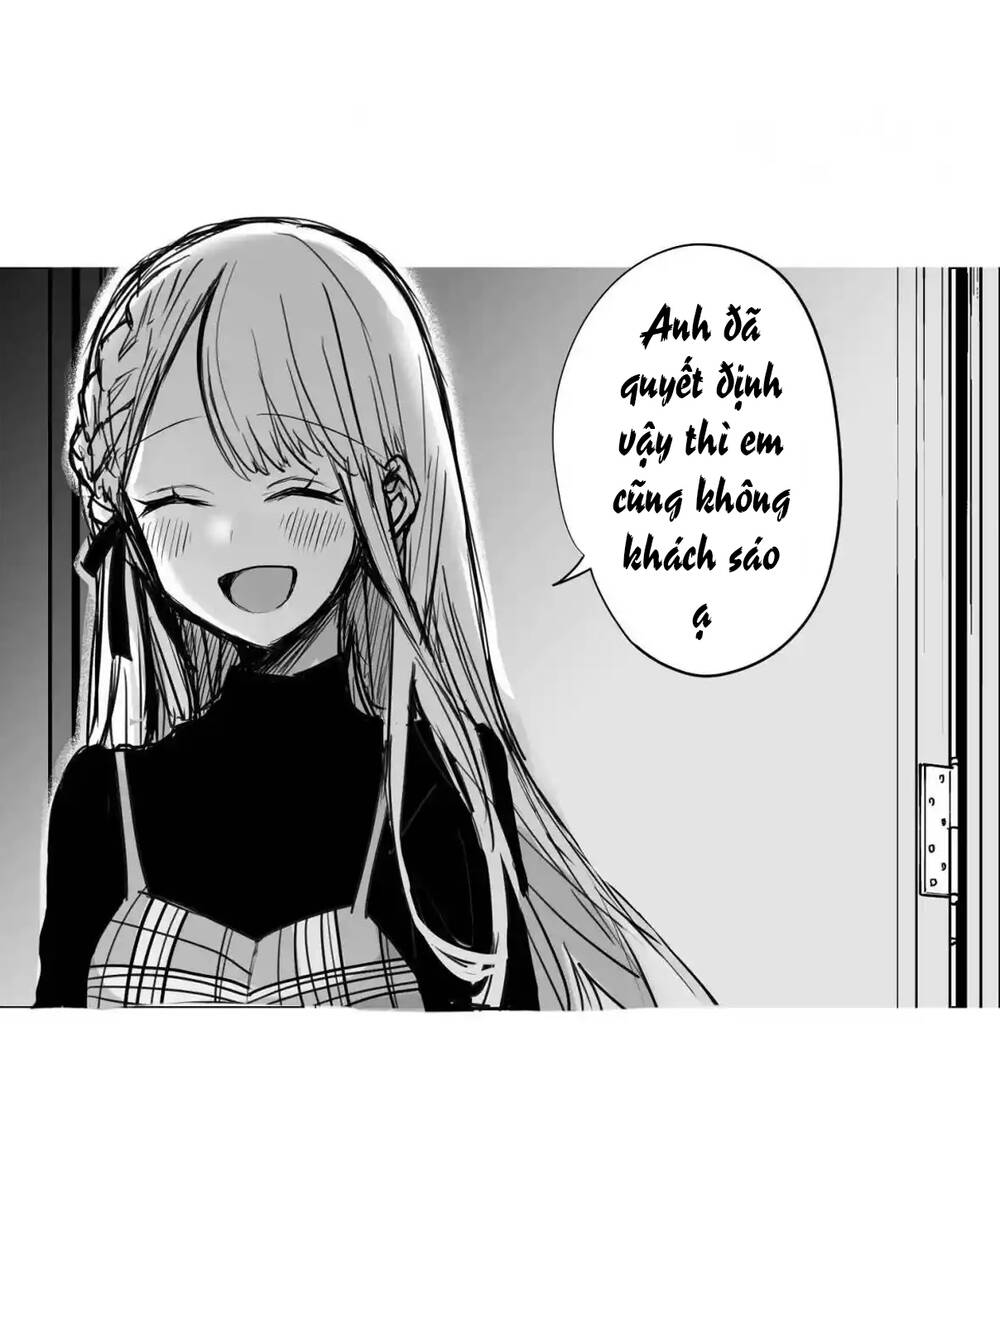 Anh đã
quyết định
vậy thì em
cũng không
khách sáo
ạ